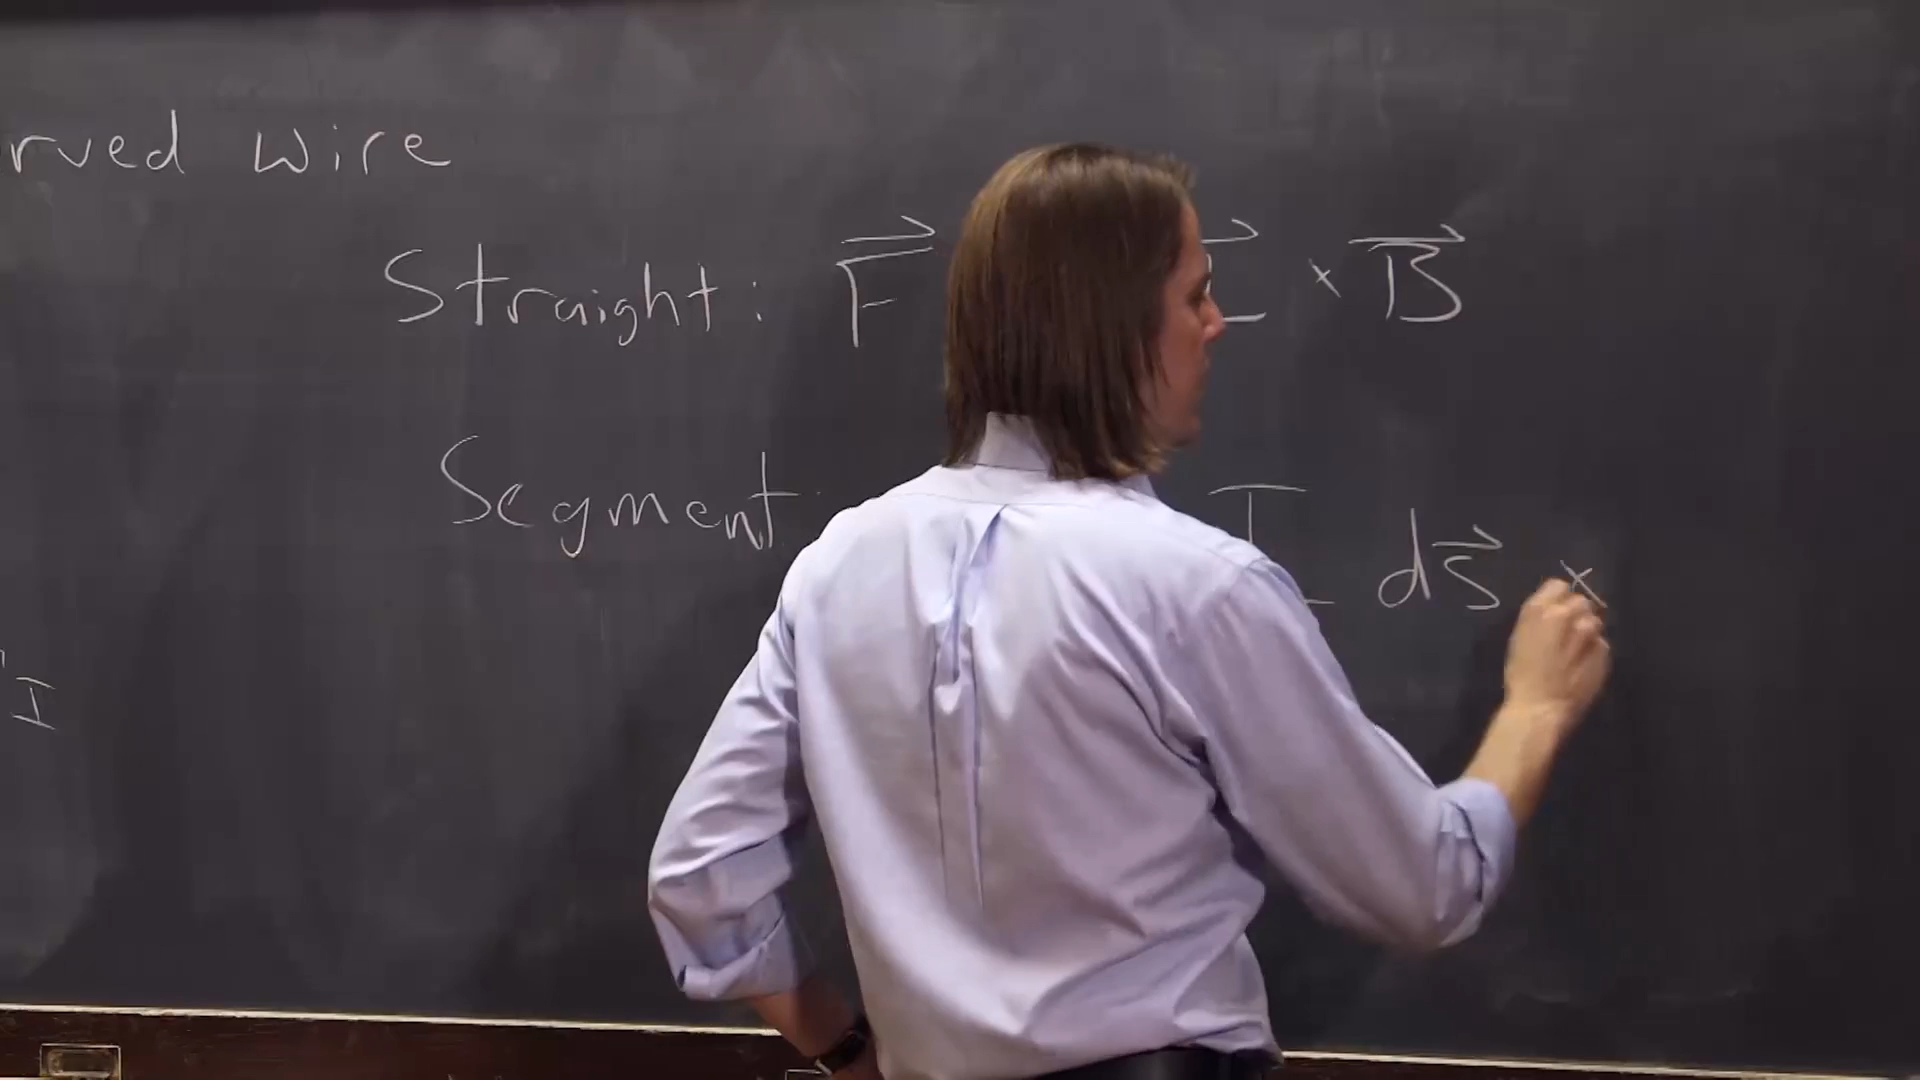 rved wire
Straight: F⃗ L⃗ × B⃗
Segment I ds⃗ ×
I